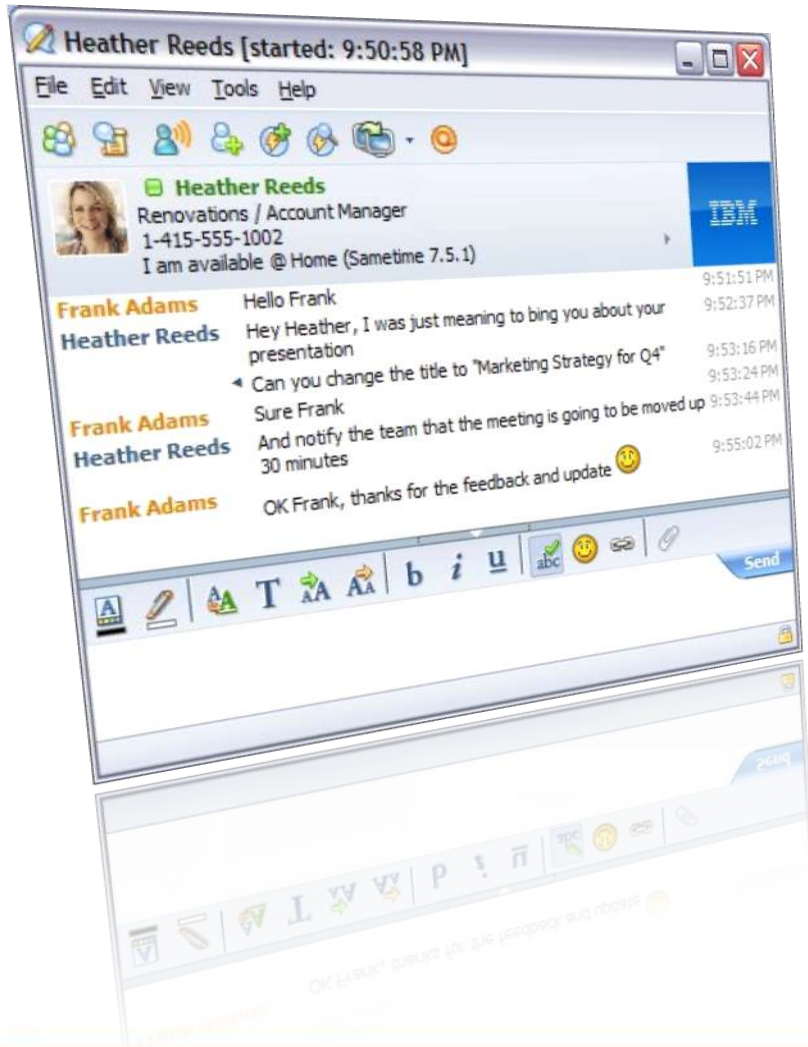 Heather Reeds [started: 9:50:58 PM]
File Edit View Tools Help
Heather Reeds
Renovations / Account Manager
1-415-555-1002
I am available @ Home (Sametime 7.5.1)
IBM
Frank Adams Hello Frank 9:51:51 PM
Heather Reeds Hey Heather, I was just meaning to bing you about your 9:52:37 PM
presentation
Can you change the title to "Marketing Strategy for Q4" 9:53:16 PM
Frank Adams Sure Frank 9:53:24 PM
Heather Reeds And notify the team that the meeting is going to be moved up 9:53:44 PM
30 minutes
Frank Adams OK Frank, thanks for the feedback and update 9:55:02 PM
A A A T A A A A b i u abc
Send